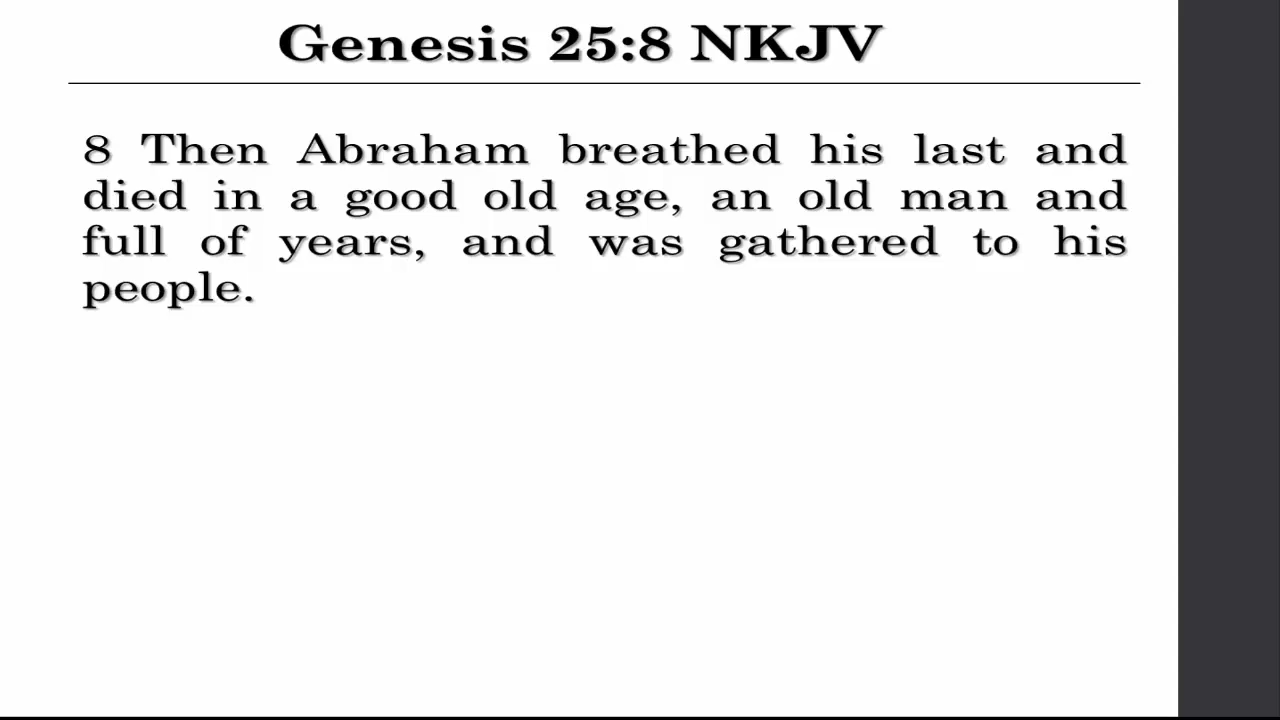 Genesis 25:8 NKJV
8 Then Abraham breathed his last and
died in a good old age, an old man and
full of years, and was gathered to his
people.